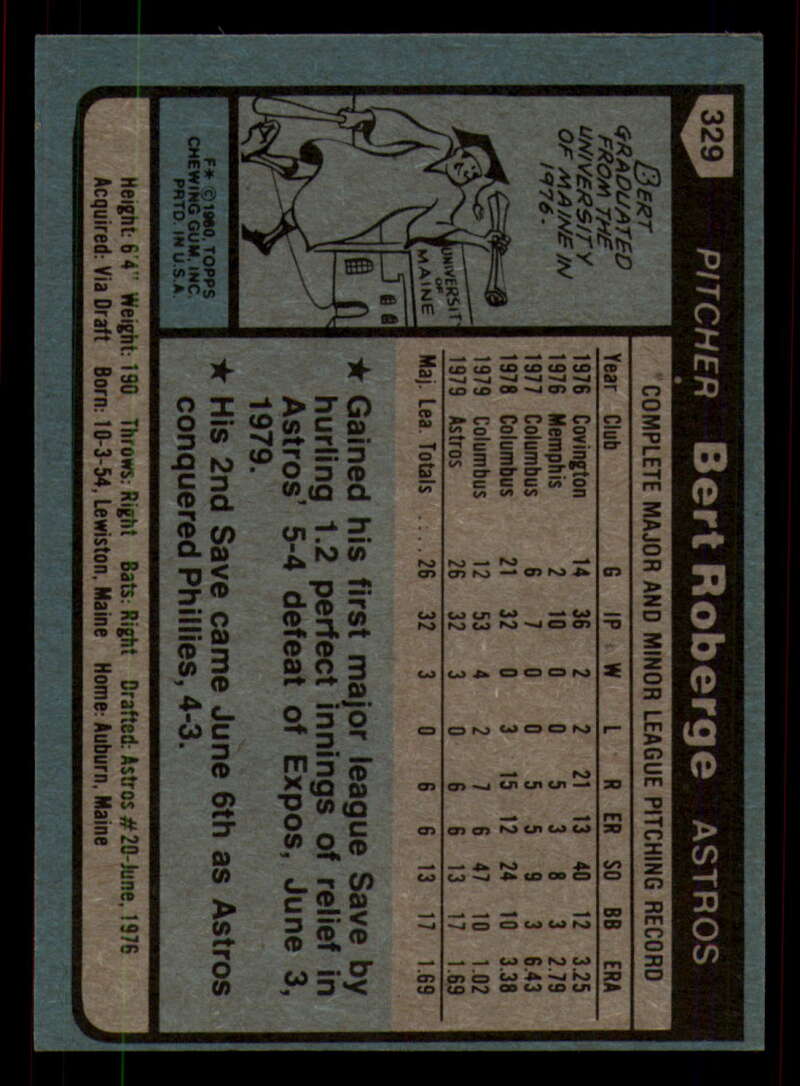 329
PITCHER Bert Roberge ASTROS
BERT
GRADUATED
FROM THE
UNIVERSITY
OF MAINE IN
1976.
UNIVERSIT
OF
MAINE
F* © 1980, TOPPS
CHEWING GUM, INC.
PRTD. IN U.S.A.
COMPLETE MAJOR AND MINOR LEAGUE PITCHING RECORD
Year Club G IP W L R ER SO BB ERA
1976 Covington 14 36 2 2 21 13 40 12 3.25
1976 Memphis 2 10 0 0 5 3 8 3 2.79
1977 Columbus 6 7 0 0 5 5 9 3 6.43
1978 Columbus 21 32 0 3 15 12 24 10 3.38
1979 Columbus 12 53 4 2 7 6 47 10 1.02
1979 Astros 26 32 3 0 6 6 13 17 1.69
Maj. Lea. Totals ..... 26 32 3 0 6 6 13 17 1.69
★ Gained his first major league Save by
hurling 1.2 perfect innings of relief in
Astros' 5-4 defeat of Expos, June 3,
1979.
★ His 2nd Save came June 6th as Astros
conquered Phillies, 4-3.
Height: 6'4" Weight: 190 Throws: Right Bats: Right Drafted: Astros #20-June, 1976
Acquired: Via Draft Born: 10-3-54, Lewiston, Maine Home: Auburn, Maine